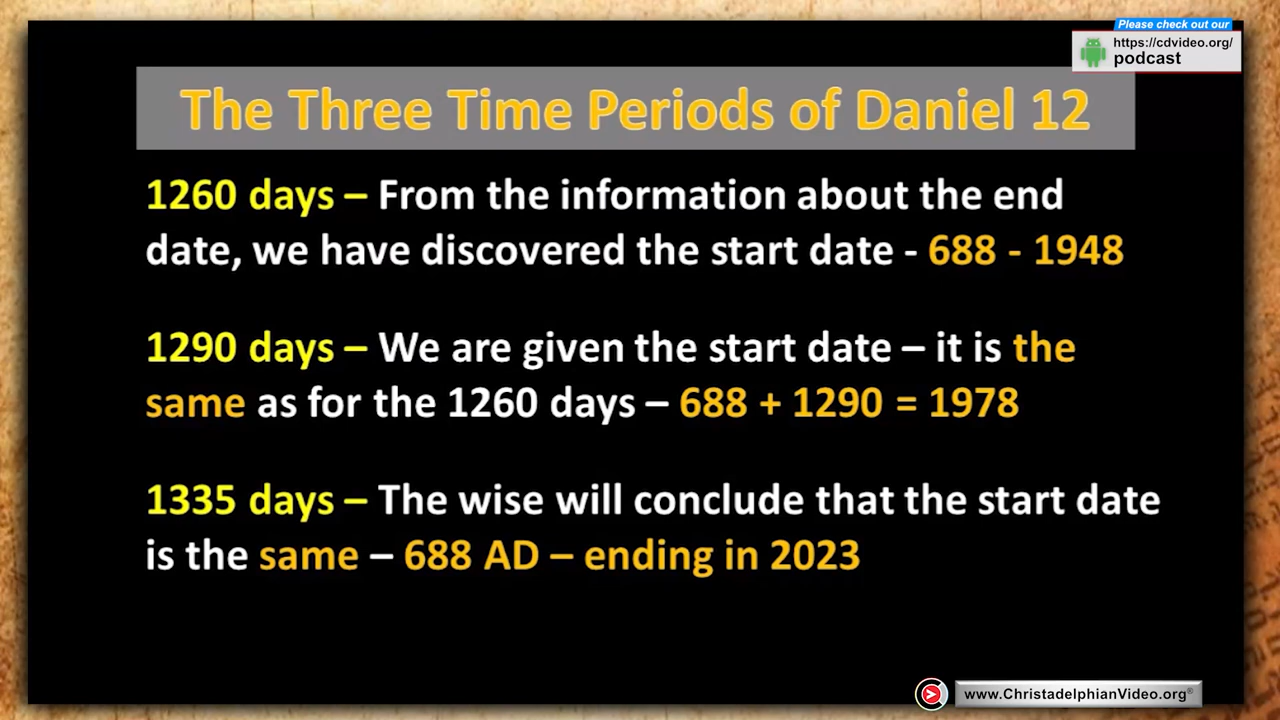 Please check out our
https://cdvideo.org/
podcast
The Three Time Periods of Daniel 12
1260 days – From the information about the end
date, we have discovered the start date - 688 - 1948
1290 days – We are given the start date – it is the
same as for the 1260 days – 688 + 1290 = 1978
1335 days – The wise will conclude that the start date
is the same – 688 AD – ending in 2023
www.ChristadelphianVideo.org®